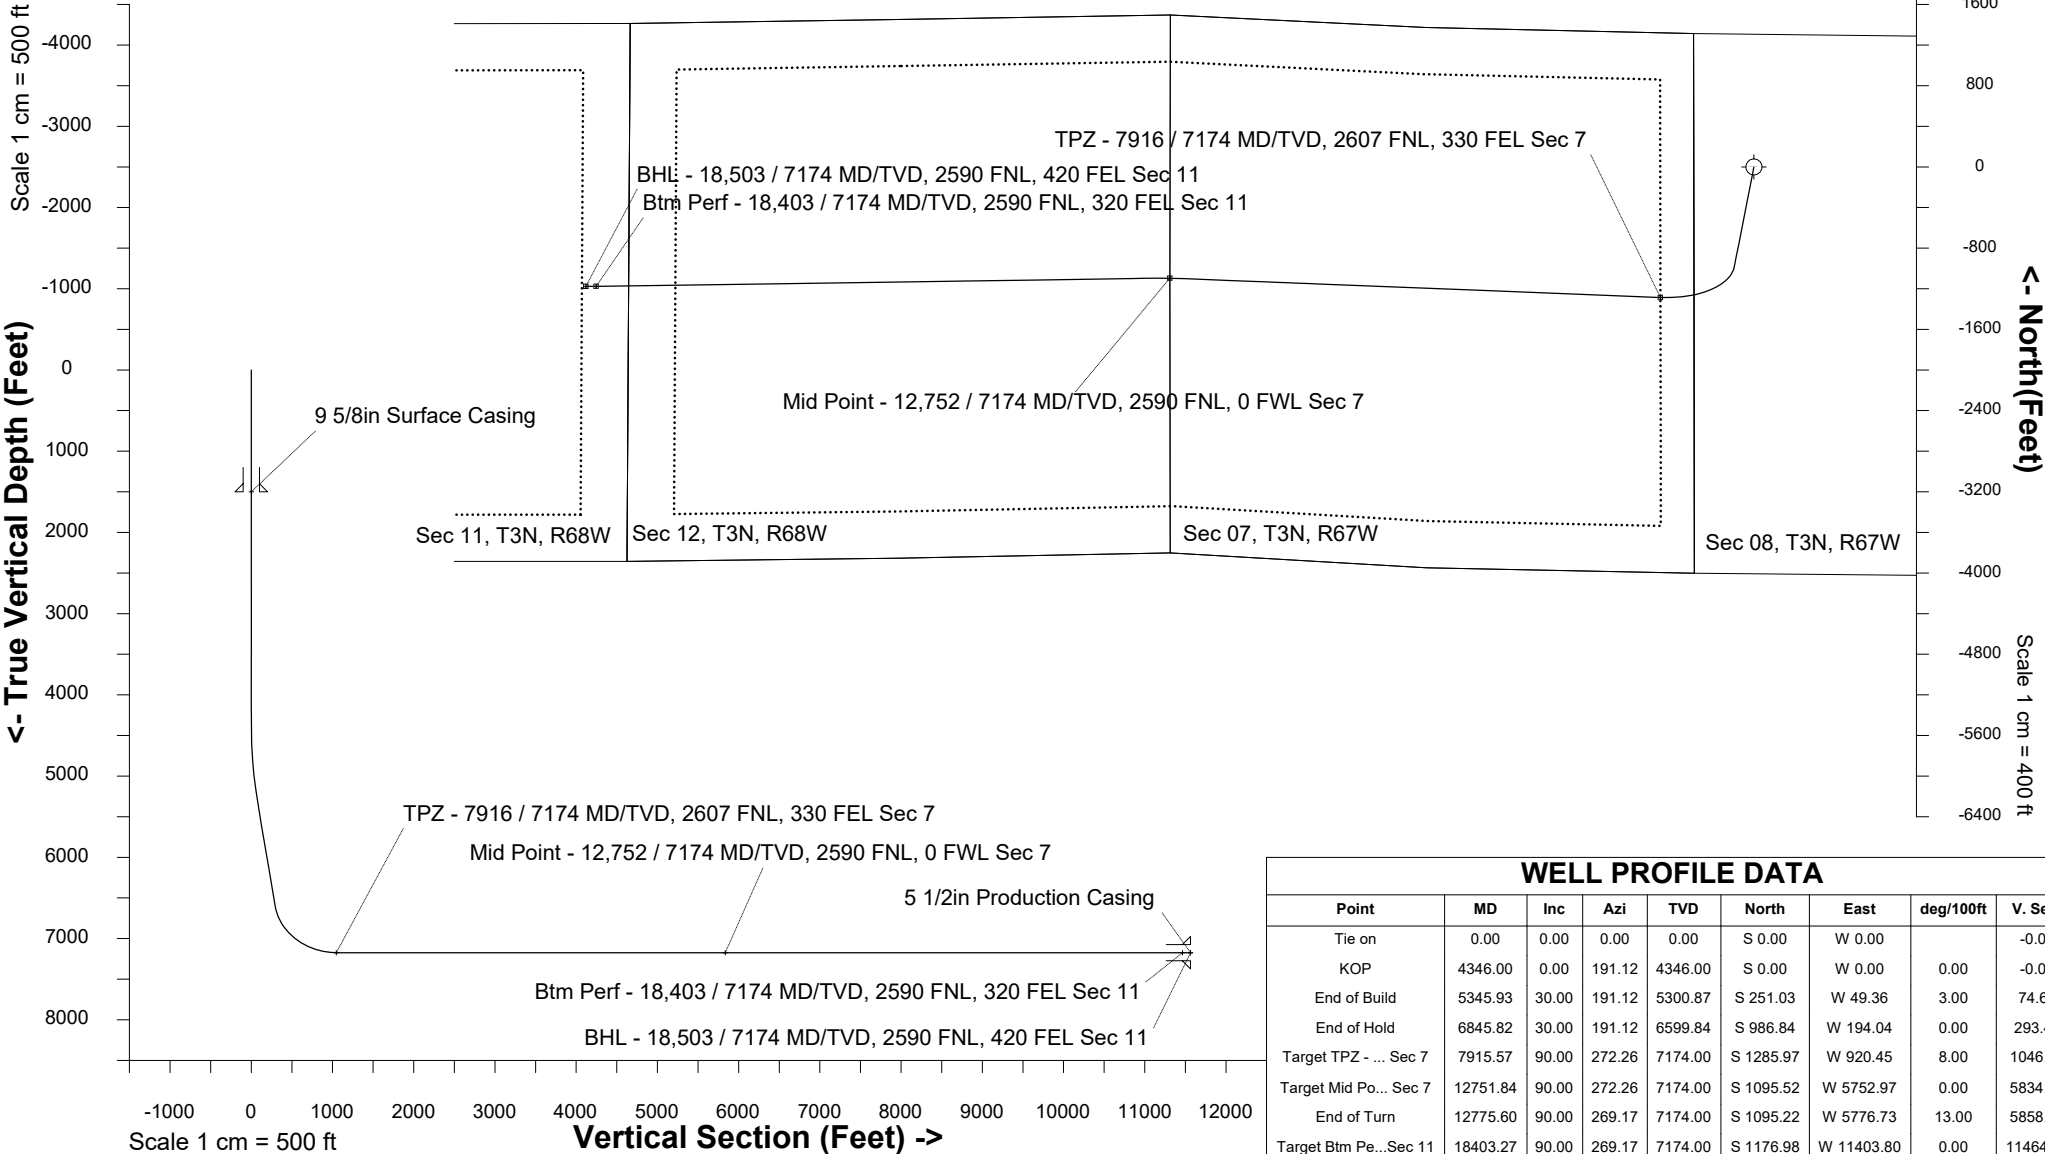 Scale 1 cm = 500 ft
<- True Vertical Depth (Feet)
-4000
-3000
-2000
-1000
0
1000
2000
3000
4000
5000
6000
7000
8000
TPZ - 7916 / 7174 MD/TVD, 2607 FNL, 330 FEL Sec 7
BHL - 18,503 / 7174 MD/TVD, 2590 FNL, 420 FEL Sec 11
Btm Perf - 18,403 / 7174 MD/TVD, 2590 FNL, 320 FEL Sec 11
Mid Point - 12,752 / 7174 MD/TVD, 2590 FNL, 0 FWL Sec 7
9 5/8in Surface Casing
Sec 11, T3N, R68W
Sec 12, T3N, R68W
Sec 07, T3N, R67W
Sec 08, T3N, R67W
800
0
-800
-1600
-2400
-3200
-4000
-4800
-5600
-6400
<- North(Feet)
Scale 1 cm = 400 ft
TPZ - 7916 / 7174 MD/TVD, 2607 FNL, 330 FEL Sec 7
Mid Point - 12,752 / 7174 MD/TVD, 2590 FNL, 0 FWL Sec 7
5 1/2in Production Casing
Btm Perf - 18,403 / 7174 MD/TVD, 2590 FNL, 320 FEL Sec 11
BHL - 18,503 / 7174 MD/TVD, 2590 FNL, 420 FEL Sec 11
-1000 0 1000 2000 3000 4000 5000 6000 7000 8000 9000 10000 11000 12000
Scale 1 cm = 500 ft
Vertical Section (Feet) ->
WELL PROFILE DATA
Point MD Inc Azi TVD North East deg/100ft V. Se
Tie on 0.00 0.00 0.00 0.00 S 0.00 W 0.00 -0.0
KOP 4346.00 0.00 191.12 4346.00 S 0.00 W 0.00 0.00 -0.0
End of Build 5345.93 30.00 191.12 5300.87 S 251.03 W 49.36 3.00 74.6
End of Hold 6845.82 30.00 191.12 6599.84 S 986.84 W 194.04 0.00 293.
Target TPZ - ... Sec 7 7915.57 90.00 272.26 7174.00 S 1285.97 W 920.45 8.00 1046
Target Mid Po... Sec 7 12751.84 90.00 272.26 7174.00 S 1095.52 W 5752.97 0.00 5834
End of Turn 12775.60 90.00 269.17 7174.00 S 1095.22 W 5776.73 13.00 5858
Target Btm Pe...Sec 11 18403.27 90.00 269.17 7174.00 S 1176.98 W 11403.80 0.00 11464